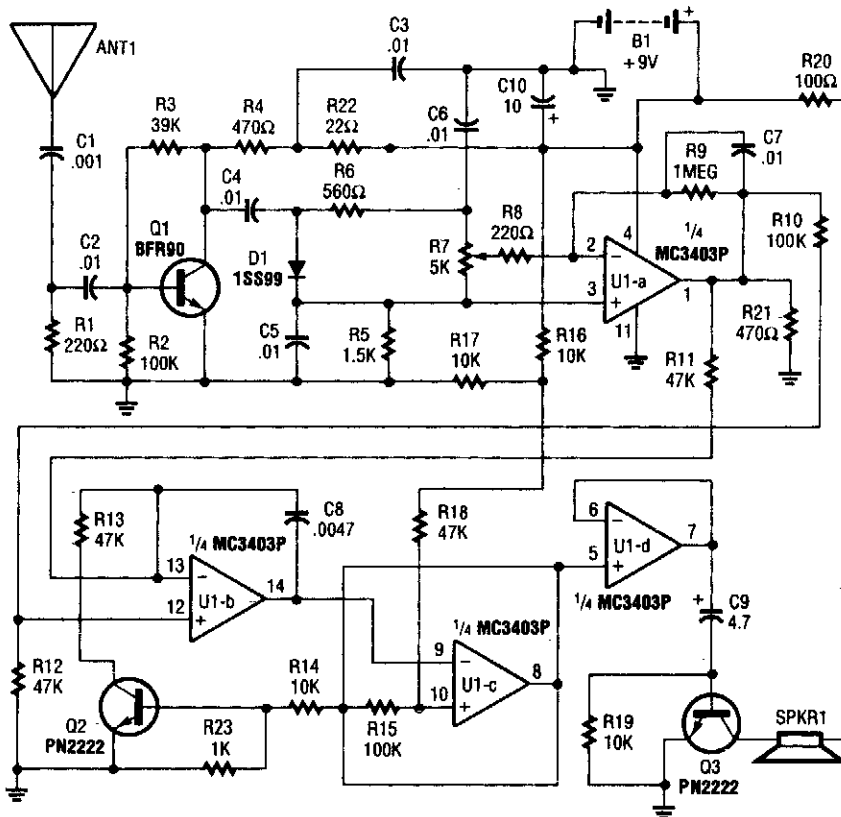 ANT1
C3
.01
B1
+9V
+
R20
100Ω
C10
10
+
R3
39K
R4
470Ω
R22
22Ω
C6
.01
C7
.01
R9
1MEG
C1
.001
C4
.01
R6
560Ω
R8
220Ω
R10
100K
Q1
BFR90
C2
.01
D1
1SS99
R7
5K
1/4
MC3403P
4
2
−
U1-a
3
+
1
11
R1
220Ω
R2
100K
C5
.01
R5
1.5K
R17
10K
R16
10K
R11
47K
R21
470Ω
R13
47K
C8
.0047
R18
47K
1/4 MC3403P
13
−
U1-b
12
+
14
6
−
U1-d
5
+
7
1/4 MC3403P
+
C9
4.7
1/4 MC3403P
9
−
U1-c
10
+
8
R12
47K
R14
10K
R15
100K
Q2
PN2222
R23
1K
R19
10K
Q3
PN2222
SPKR1